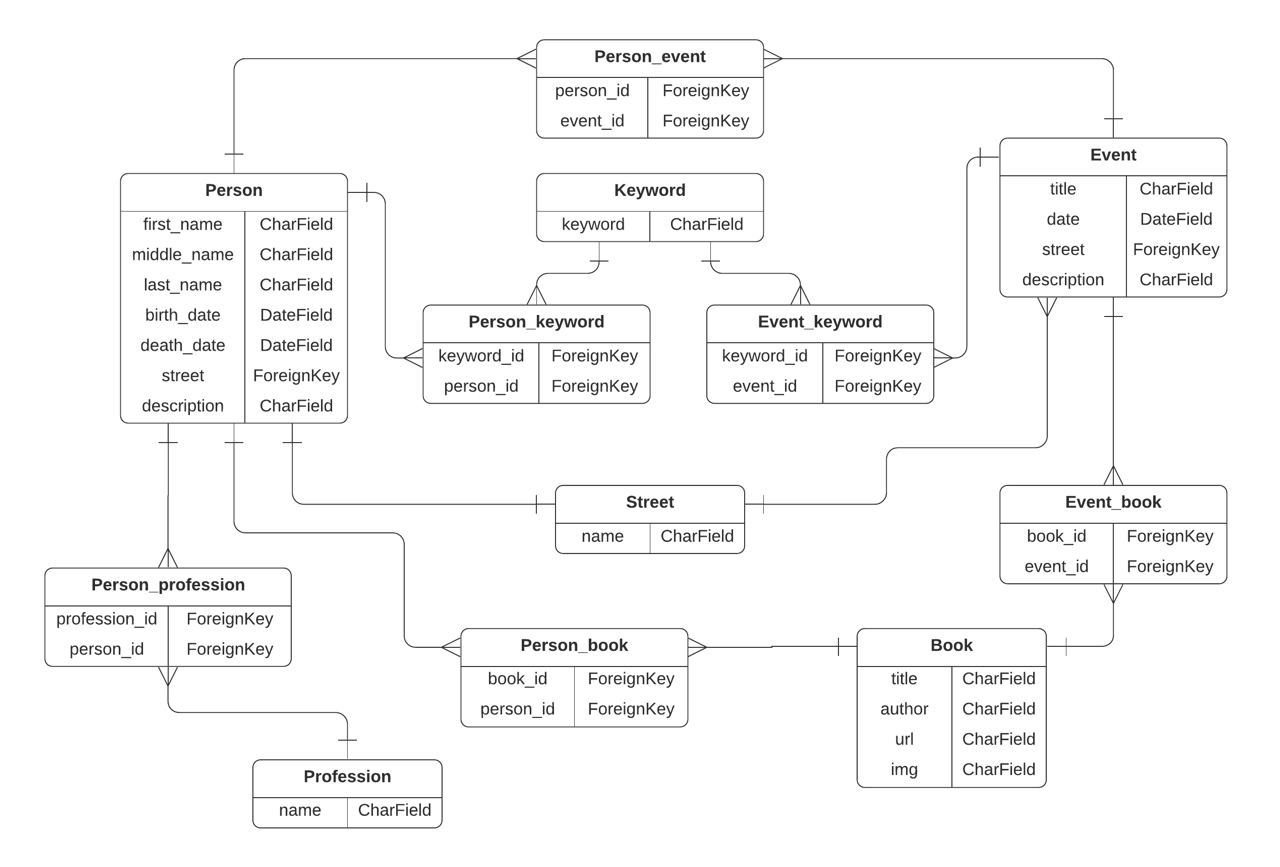 Person_event
person_id ForeignKey
event_id ForeignKey
Event
title CharField
date DateField
street ForeignKey
description CharField
Person
first_name CharField
middle_name CharField
last_name CharField
birth_date DateField
death_date DateField
street ForeignKey
description CharField
Keyword
keyword CharField
Person_keyword
keyword_id ForeignKey
person_id ForeignKey
Event_keyword
keyword_id ForeignKey
event_id ForeignKey
Street
name CharField
Event_book
book_id ForeignKey
event_id ForeignKey
Person_profession
profession_id ForeignKey
person_id ForeignKey
Person_book
book_id ForeignKey
person_id ForeignKey
Book
title CharField
author CharField
url CharField
img CharField
Profession
name CharField